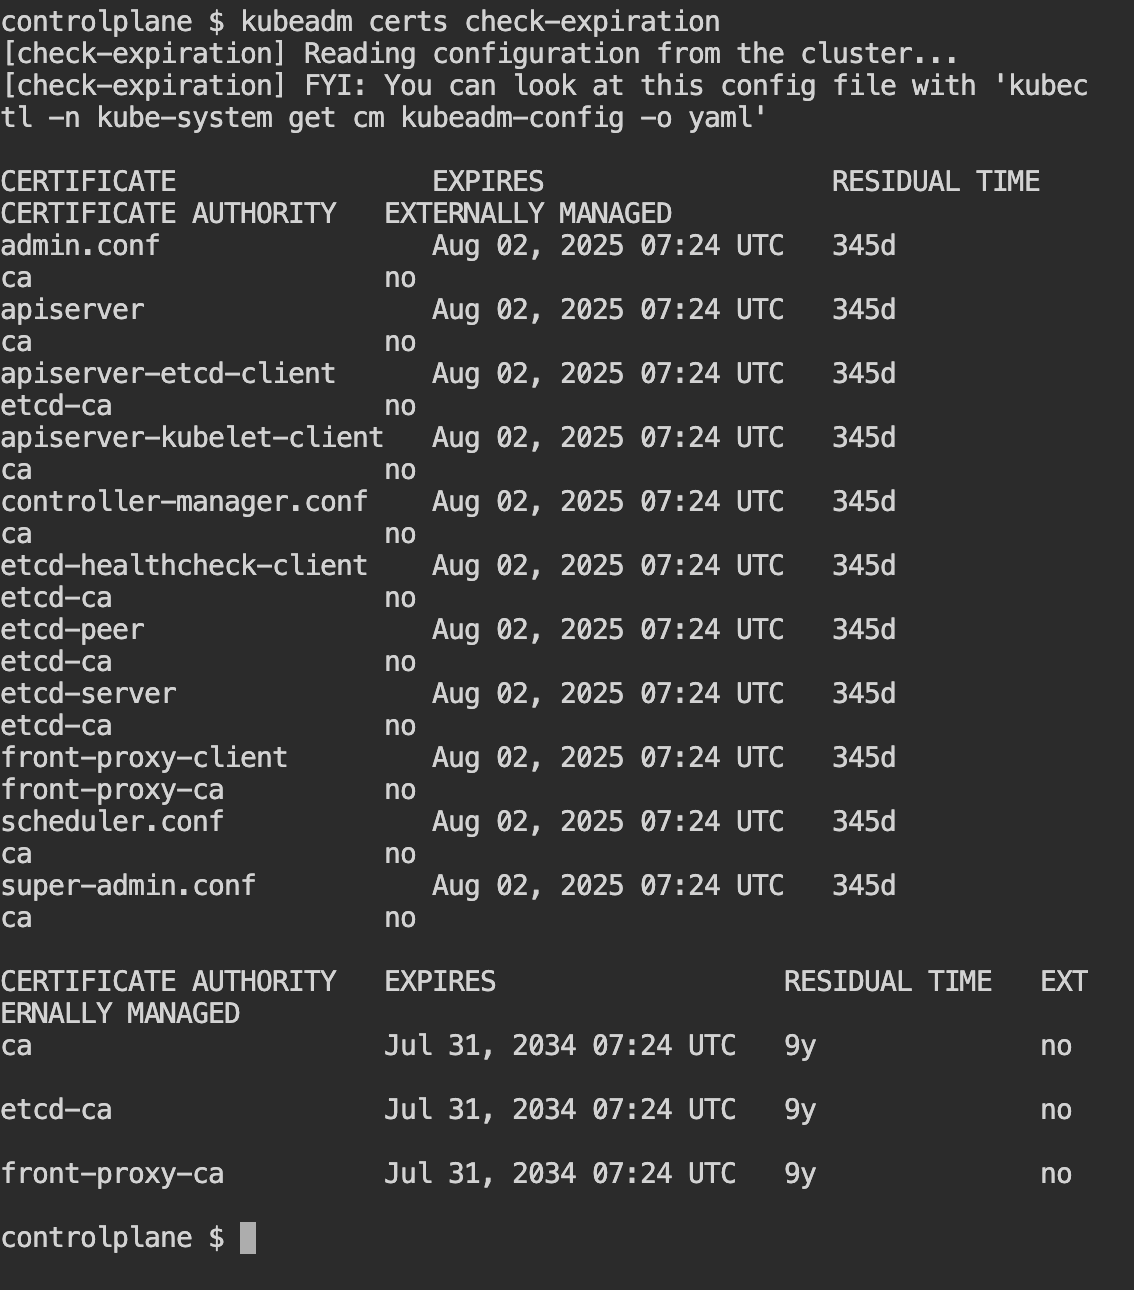 controlplane $ kubeadm certs check-expiration
[check-expiration] Reading configuration from the cluster...
[check-expiration] FYI: You can look at this config file with 'kubec
tl -n kube-system get cm kubeadm-config -o yaml'
CERTIFICATE                EXPIRES                  RESIDUAL TIME
CERTIFICATE AUTHORITY   EXTERNALLY MANAGED
admin.conf                 Aug 02, 2025 07:24 UTC   345d
ca                      no
apiserver                  Aug 02, 2025 07:24 UTC   345d
ca                      no
apiserver-etcd-client      Aug 02, 2025 07:24 UTC   345d
etcd-ca                 no
apiserver-kubelet-client   Aug 02, 2025 07:24 UTC   345d
ca                      no
controller-manager.conf    Aug 02, 2025 07:24 UTC   345d
ca                      no
etcd-healthcheck-client    Aug 02, 2025 07:24 UTC   345d
etcd-ca                 no
etcd-peer                  Aug 02, 2025 07:24 UTC   345d
etcd-ca                 no
etcd-server                Aug 02, 2025 07:24 UTC   345d
etcd-ca                 no
front-proxy-client         Aug 02, 2025 07:24 UTC   345d
front-proxy-ca          no
scheduler.conf             Aug 02, 2025 07:24 UTC   345d
ca                      no
super-admin.conf           Aug 02, 2025 07:24 UTC   345d
ca                      no
CERTIFICATE AUTHORITY   EXPIRES                  RESIDUAL TIME   EXT
ERNALLY MANAGED
ca                      Jul 31, 2034 07:24 UTC   9y              no
etcd-ca                 Jul 31, 2034 07:24 UTC   9y              no
front-proxy-ca          Jul 31, 2034 07:24 UTC   9y              no
controlplane $